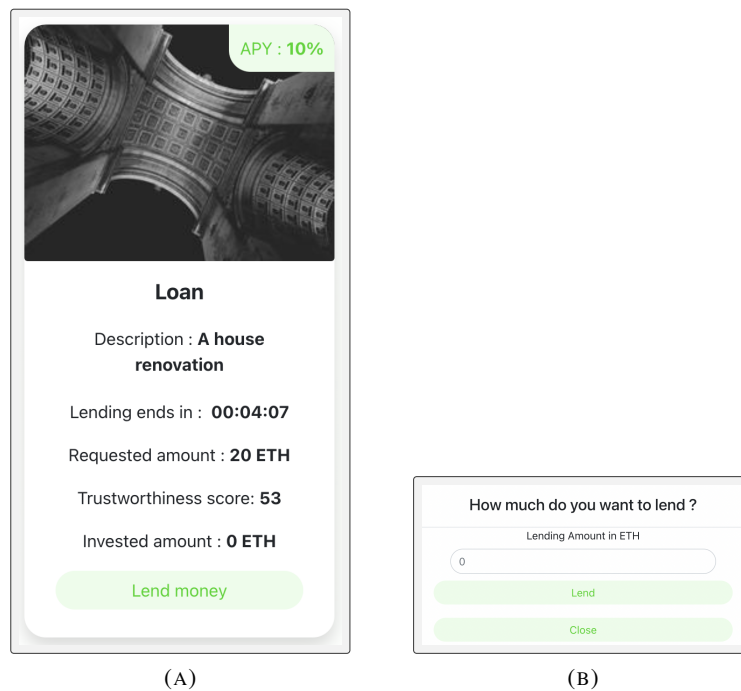 APY : 10%
Loan
Description : A house
renovation
Lending ends in : 00:04:07
Requested amount : 20 ETH
Trustworthiness score: 53
Invested amount : 0 ETH
Lend money
(A)
How much do you want to lend ?
Lending Amount in ETH
0
Lend
Close
(B)